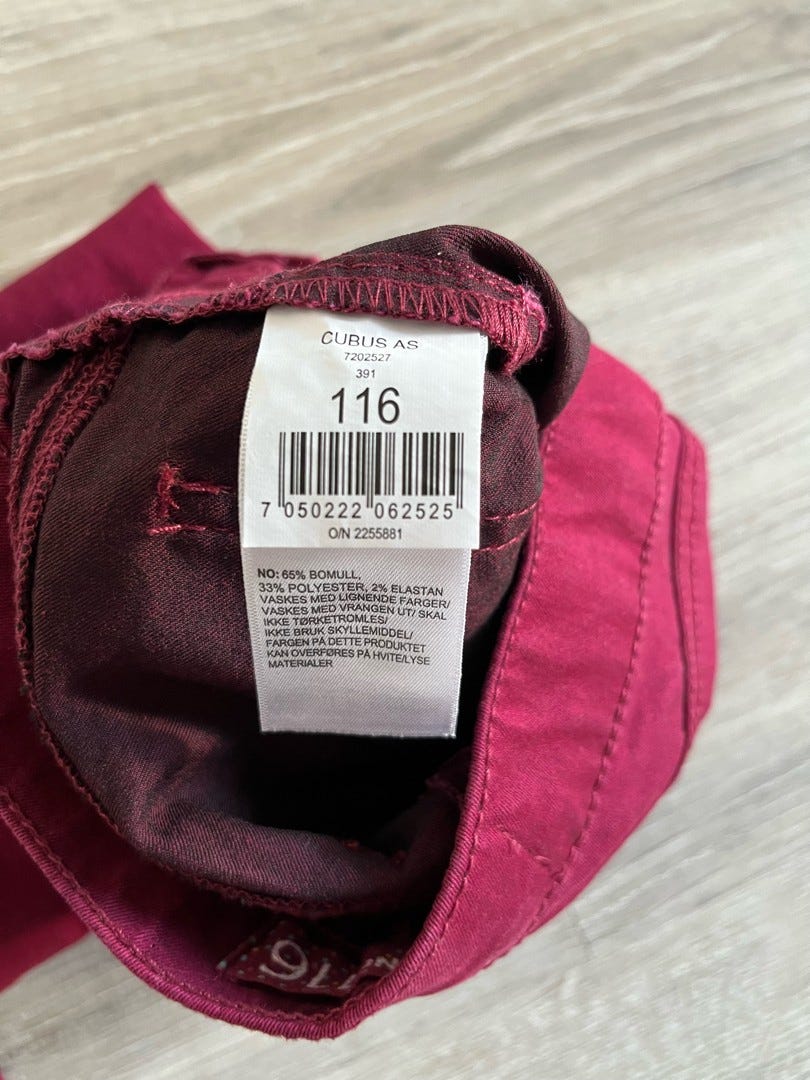 CUBUS AS
7202527
391
116
7 050222 062525
O/N 2255881
NO: 65% BOMULL,
33% POLYESTER, 2% ELASTAN
VASKES MED LIGNENDE FARGER/
VASKES MED VRANGEN UT/ SKAL
IKKE TØRKETROMLES/
IKKE BRUK SKYLLEMIDDEL/
FARGEN PÅ DETTE PRODUKTET
KAN OVERFØRES PÅ HVITE/LYSE
MATERIALER
116